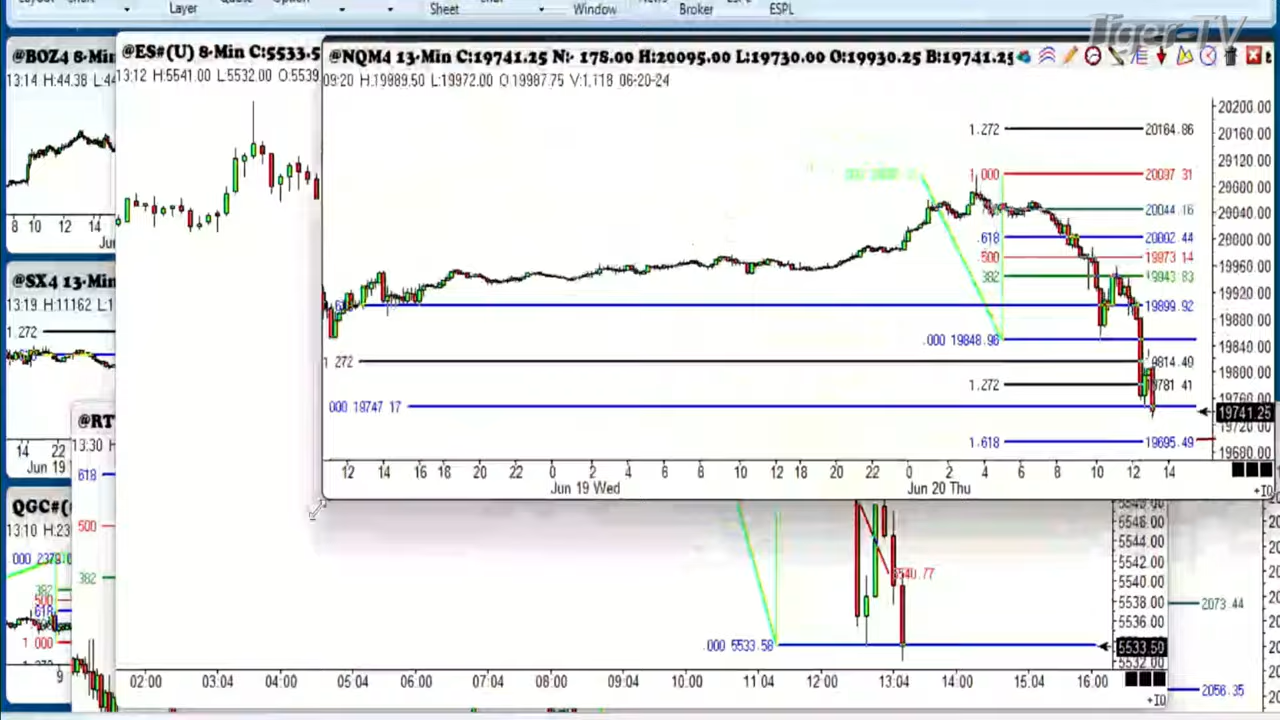 Layer
Sheet
Window
Broker
ESPL
Tiger-TV
@BOZ4 8-Min
13:14 H:44.38
8 10 12 14
@SX4 13-Min
13:19 H:11162
1.272
14 22
Jun 19
QGC#(
13:10 H:23
382
500
618
1.000
9
@RT
13:30
618
500
382
@ES#(U) 8-Min C:5533.5
13:12 H:5541.00 L:5532.00 O:5539.
@NQM4 13-Min C:19741.25 N:- 178.00 H:20095.00 L:19730.00 O:19930.25 B:19741.25
09:20 H:19989.50 L:19972.00 O:19987.75 V:1,118 06-20-24
1.272 20164.86
1.000 20097.31
20044.16
.618 20002.44
.500 19973.14
382 19943.83
19899.92
.000 19848.96
1.272 19814.40
1.272 19781.41
000 19747.17
1.618 19695.49
20200.00
20160.00
20120.00
20080.00
20040.00
20000.00
19960.00
19920.00
19880.00
19840.00
19800.00
19760.00
19741.25
19720.00
19680.00
12 14 16 18 20 22 0 2 4 6 8 10 12 18 20 22 0 2 4 6 8 10 12 14
Jun 19 Wed Jun 20 Thu
5546.00
5544.00
5542.00
5540.00
5538.00
5536.00
5533.50
5532.00
5540.77
.000 5533.58
2073.44
2056.35
02:00 03:04 04:00 05:04 06:00 07:04 08:00 09:04 10:00 11:04 12:00 13:04 14:00 15:04 16:00